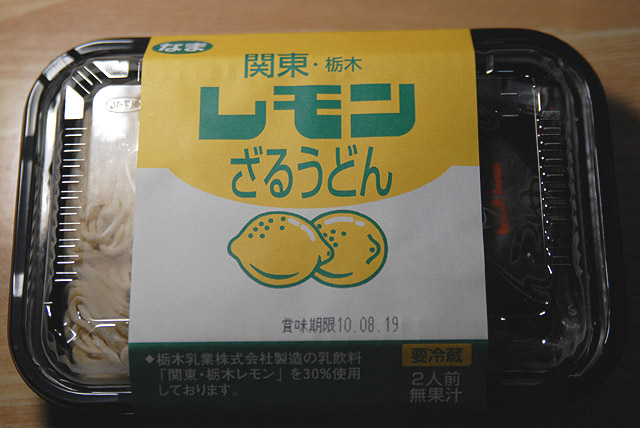 なま
関東・栃木
レモン
ざるうどん
賞味期限10.08.19
◆栃木乳業株式会社製造の乳飲料
「関東・栃木レモン」を30%使用
しております。
要冷蔵
2人前
無果汁